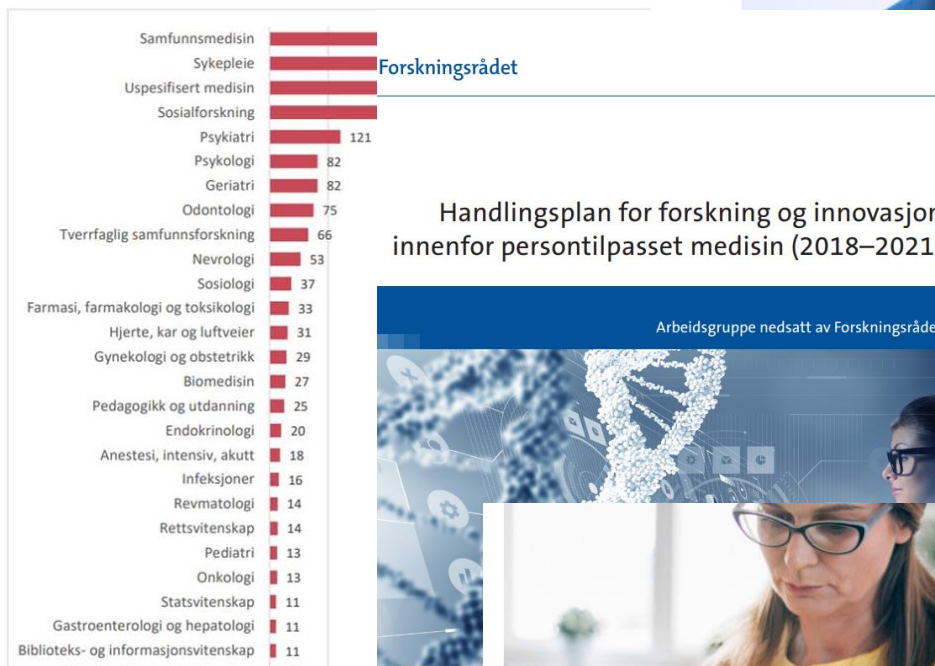 Samfunnsmedisin
Sykepleie
Uspesifisert medisin
Sosialforskning
Psykiatri 121
Psykologi 82
Geriatri 82
Odontologi 75
Tverrfaglig samfunnsforskning 66
Nevrologi 53
Sosiologi 37
Farmasi, farmakologi og toksikologi 33
Hjerte, kar og luftveier 31
Gynekologi og obstetrikk 29
Biomedisin 27
Pedagogikk og utdanning 25
Endokrinologi 20
Anestesi, intensiv, akutt 18
Infeksjoner 16
Revmatologi 14
Rettsvitenskap 14
Pediatri 13
Onkologi 13
Statsvitenskap 11
Gastroenterologi og hepatologi 11
Biblioteks- og informasjonsvitenskap 11
Forskningsrådet
Handlingsplan for forskning og innovasjon
innenfor persontilpasset medisin (2018–2021
Arbeidsgruppe nedsatt av Forskningsråde